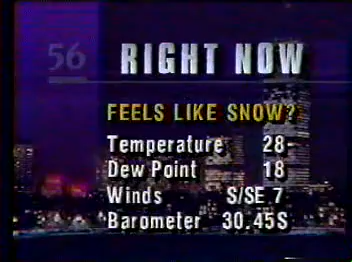 56
RIGHT NOW
FEELS LIKE SNOW?
Temperature 28-
Dew Point 18
Winds S/SE 7
Barometer 30.45S